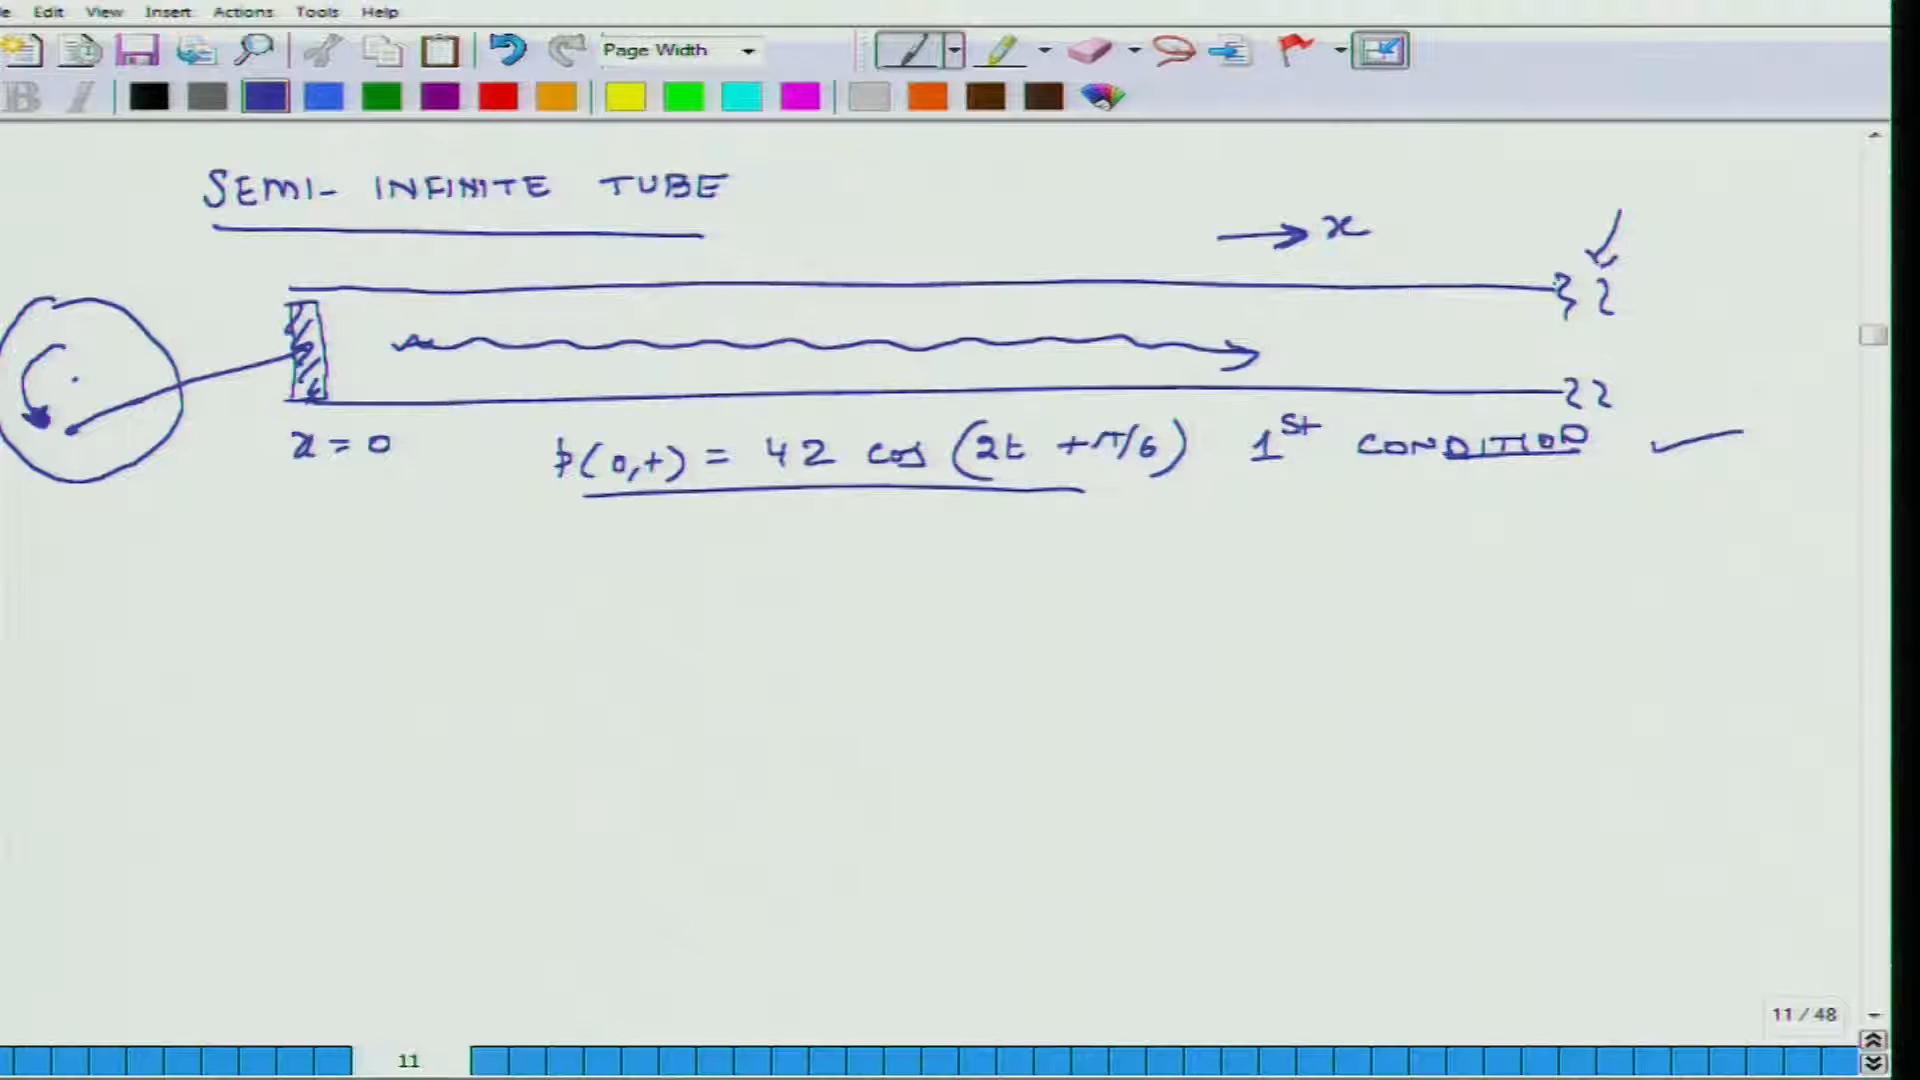 Edit View Insert Actions Tools Help
Page Width
B I
SEMI- INFINITE TUBE
→ x
x = 0
p(0,t) = 42 cos (2t + π/6) 1st CONDITION
11 / 48
11